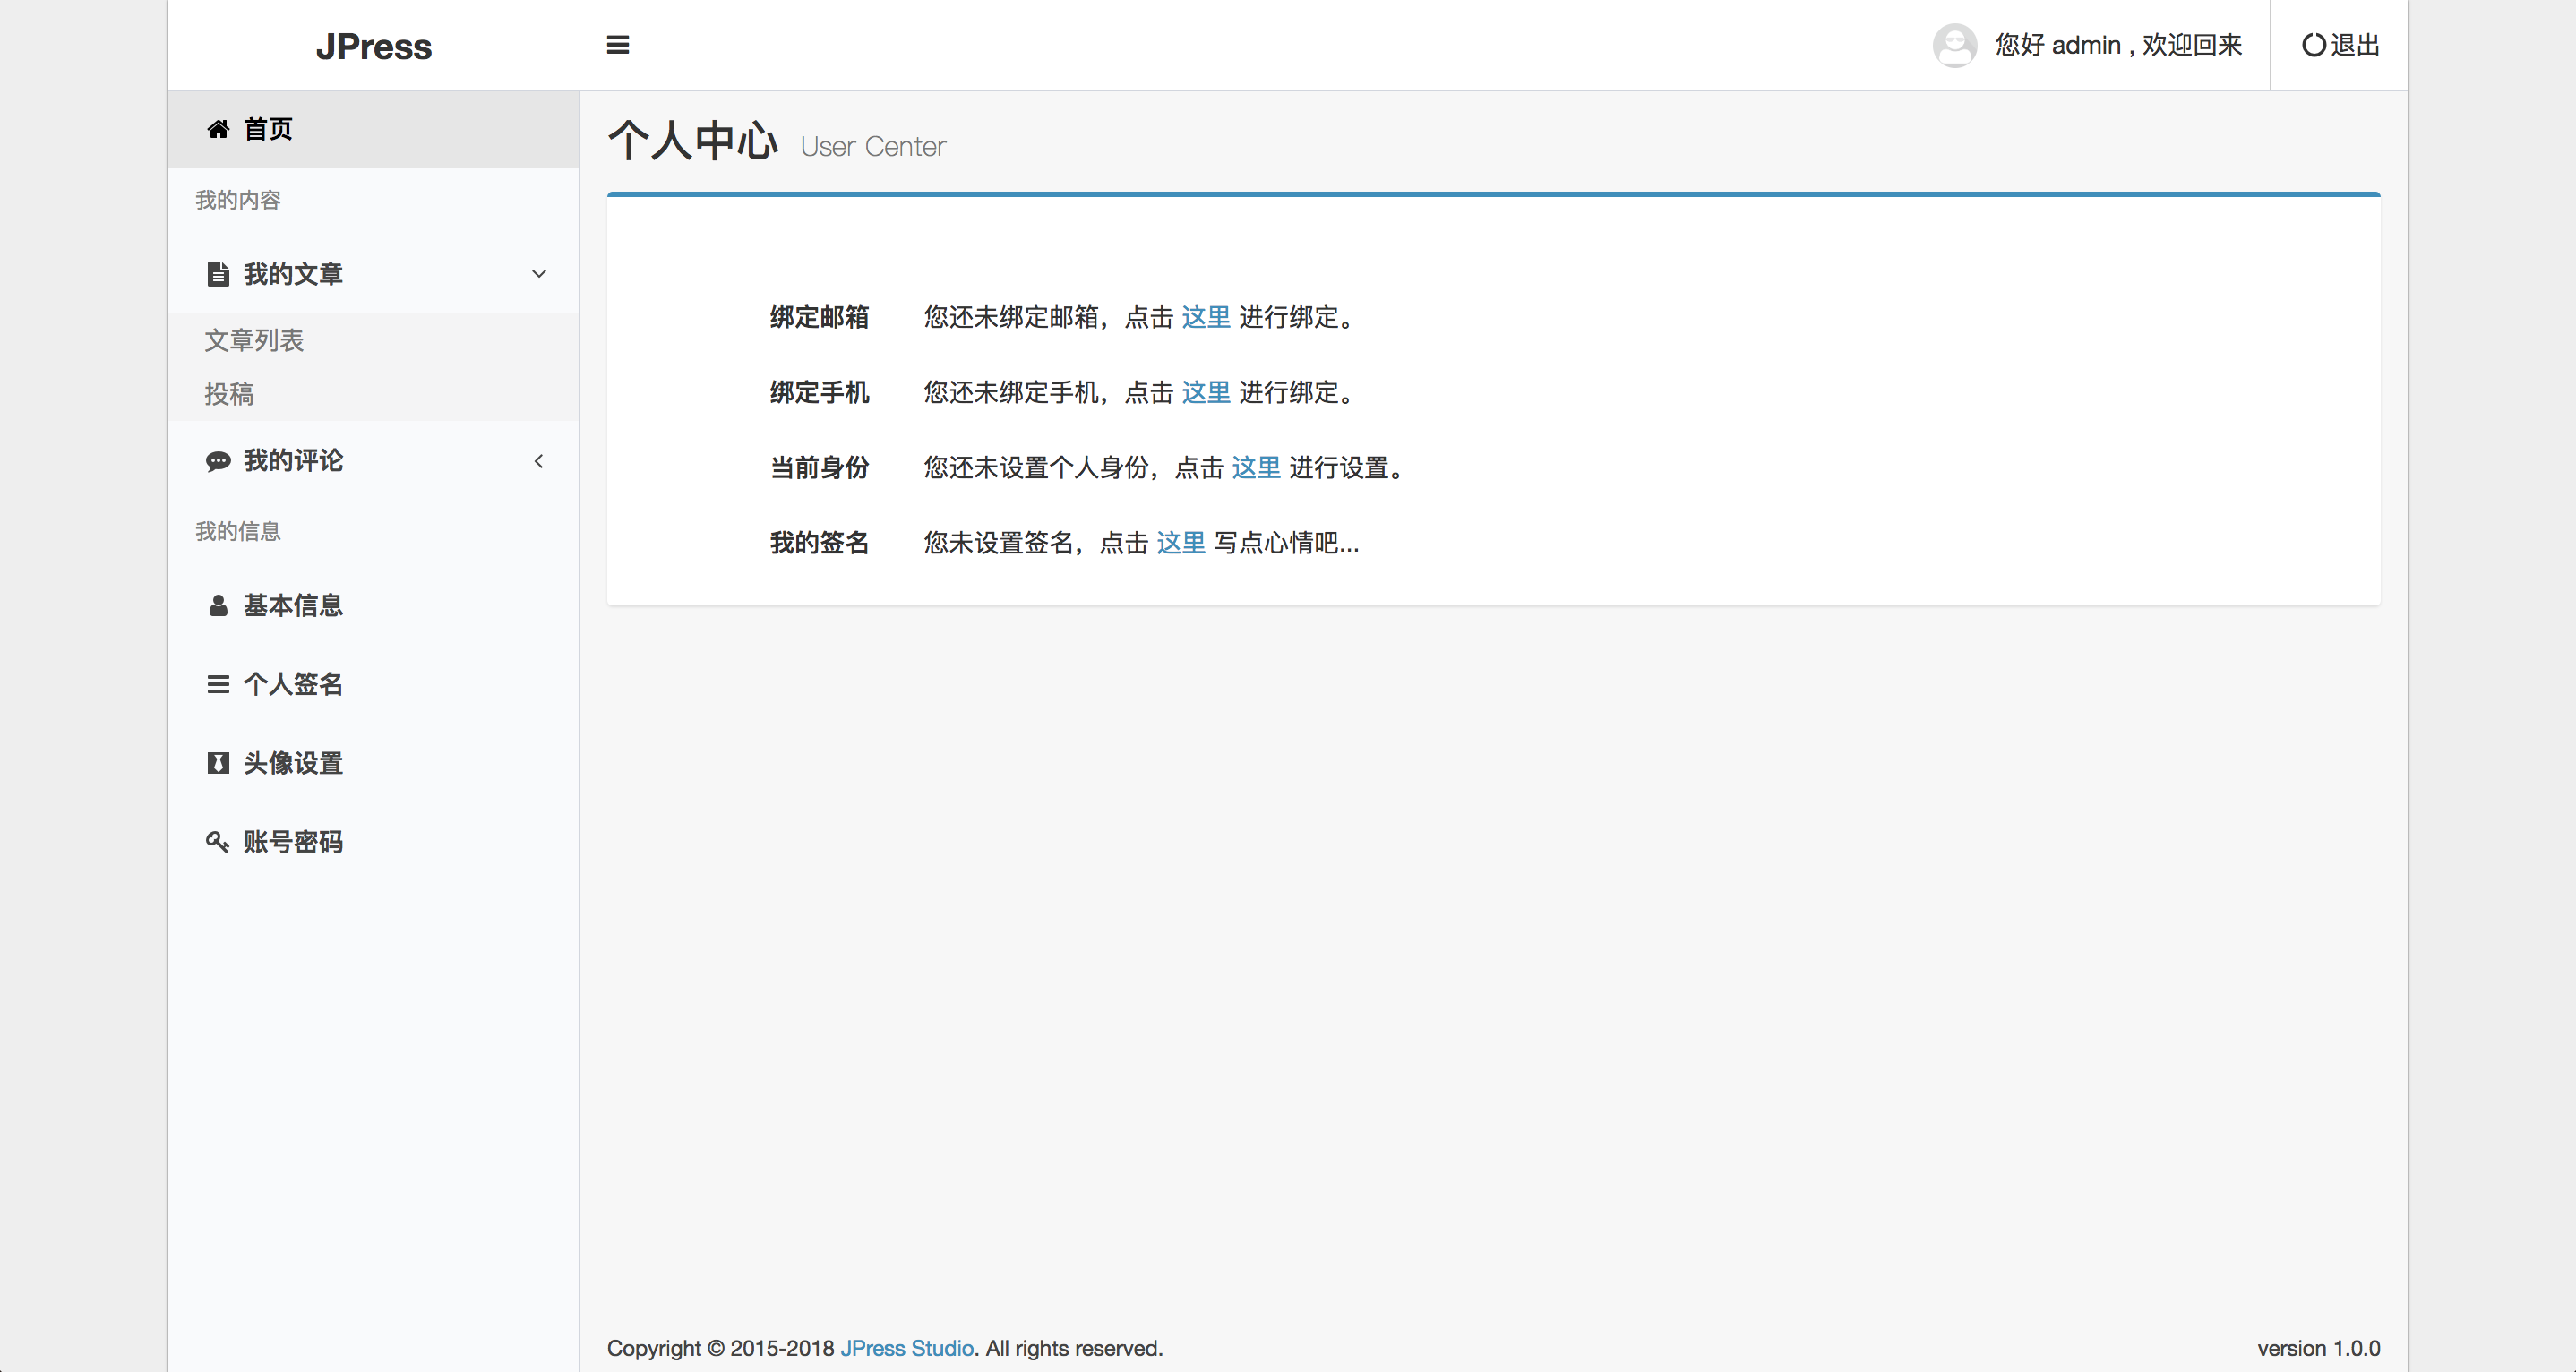 JPress
您好 admin , 欢迎回来
退出
首页
我的内容
我的文章
文章列表
投稿
我的评论
我的信息
基本信息
个人签名
头像设置
账号密码
个人中心 User Center
绑定邮箱 您还未绑定邮箱，点击 这里 进行绑定。
绑定手机 您还未绑定手机，点击 这里 进行绑定。
当前身份 您还未设置个人身份，点击 这里 进行设置。
我的签名 您未设置签名，点击 这里 写点心情吧...
Copyright © 2015-2018 JPress Studio. All rights reserved.
version 1.0.0